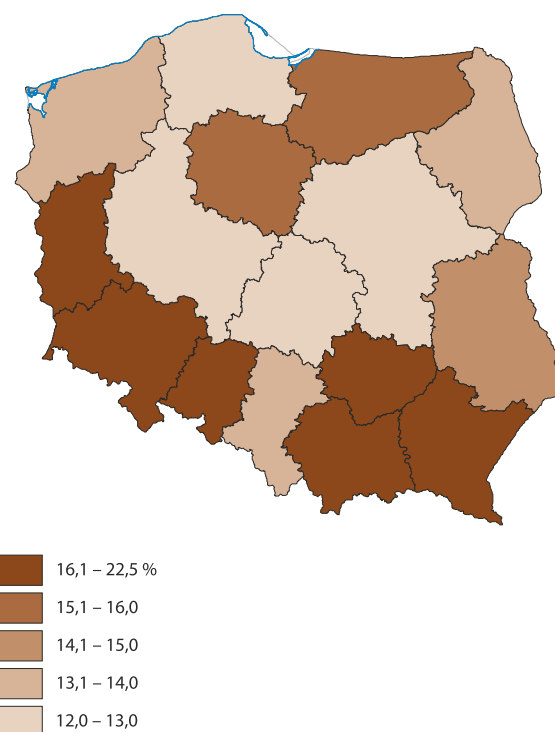 16,1 – 22,5 %
15,1 – 16,0
14,1 – 15,0
13,1 – 14,0
12,0 – 13,0